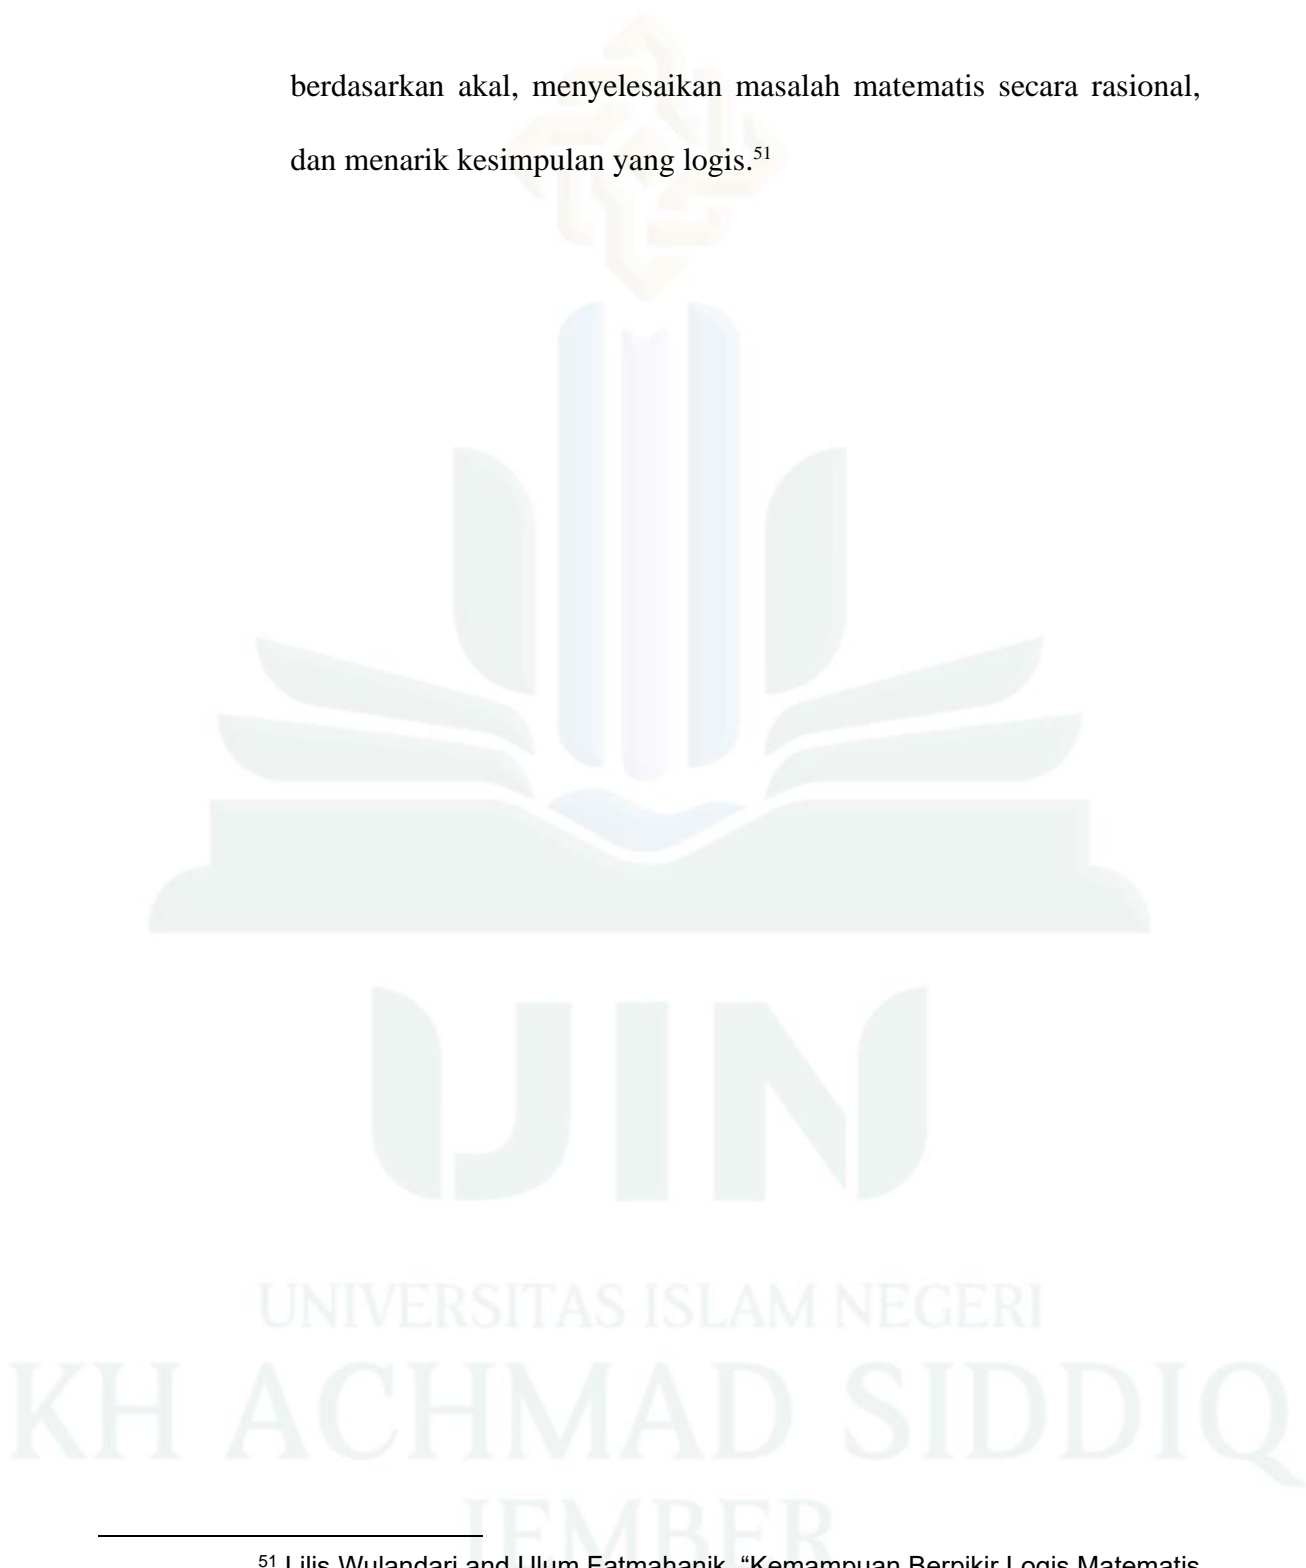 berdasarkan akal, menyelesaikan masalah matematis secara rasional,
dan menarik kesimpulan yang logis.⁵¹
UIN
UNIVERSITAS ISLAM NEGERI
KH ACHMAD SIDDIQ
JEMBER
⁵¹ Lilis Wulandari and Ulum Fatmahanik, “Kemampuan Berpikir Logis Matematis